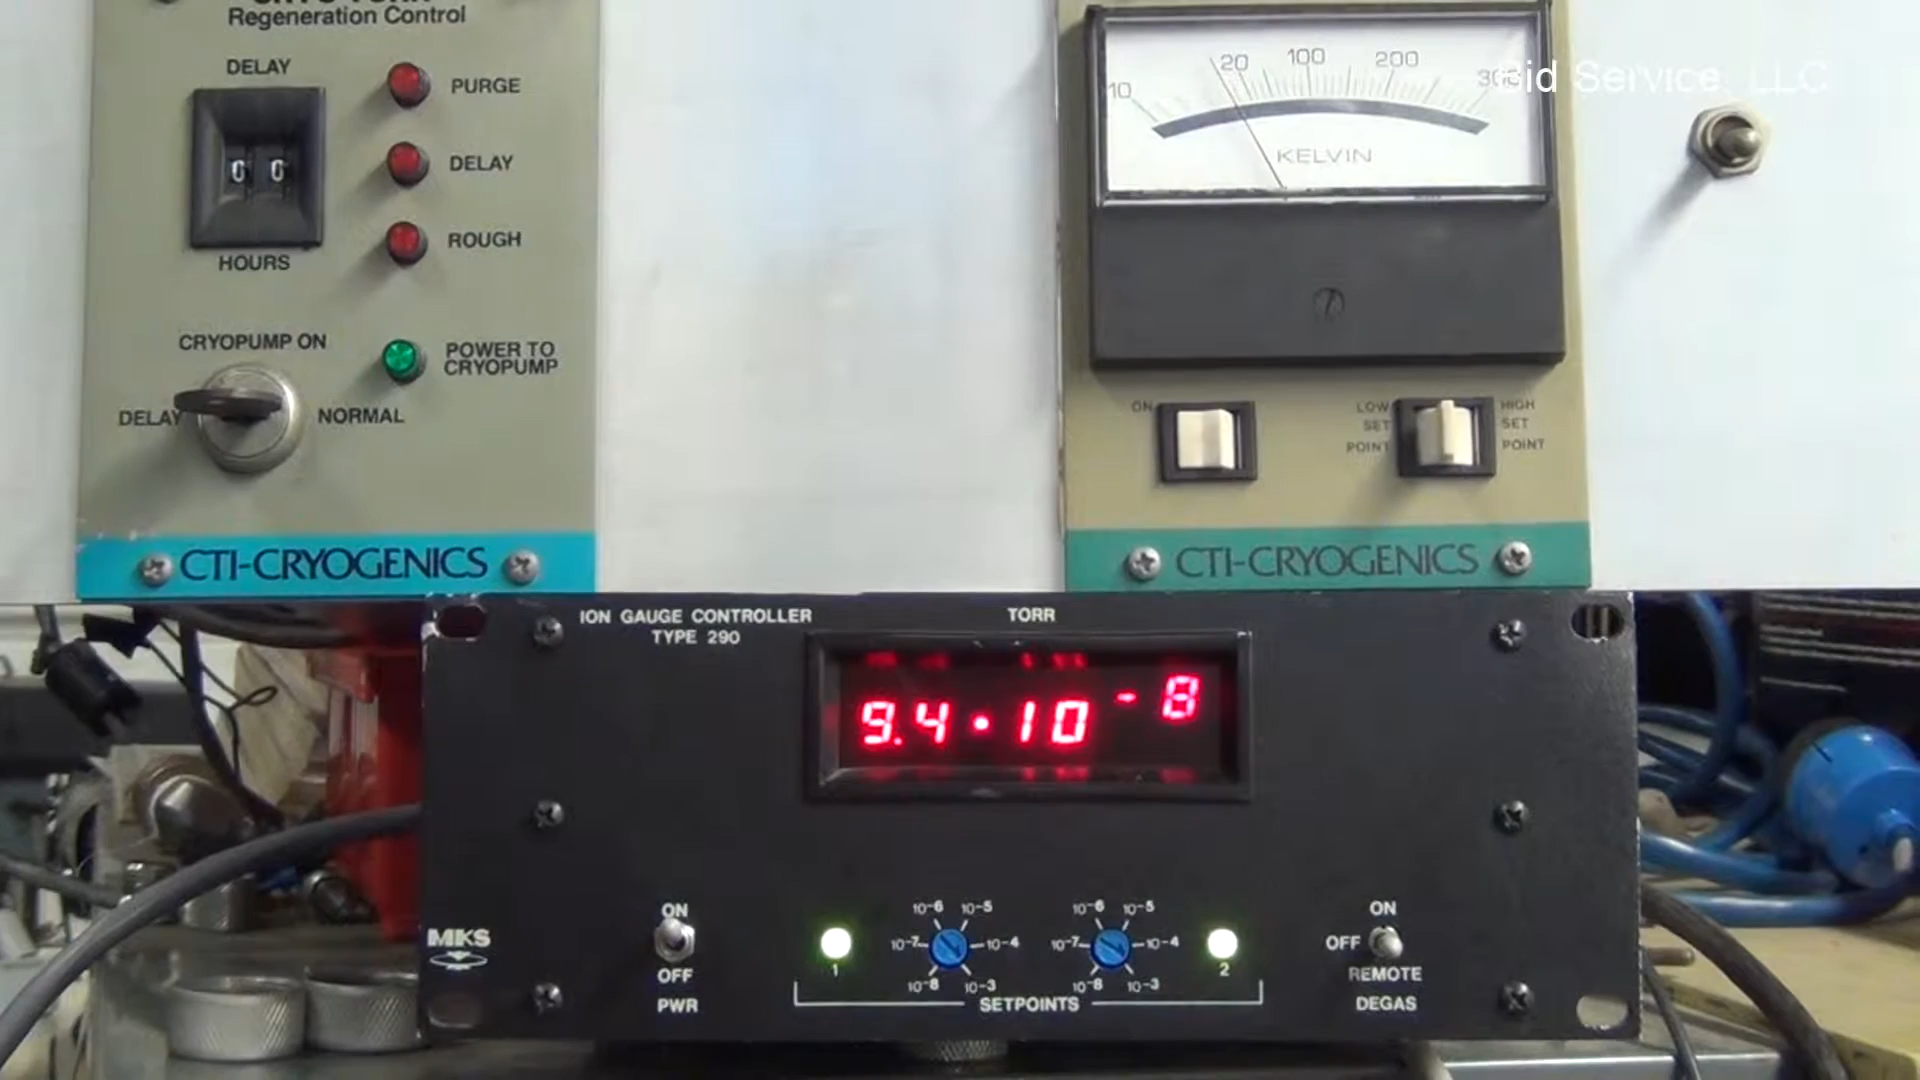 Regeneration Control
DELAY
00
HOURS
PURGE
DELAY
ROUGH
CRYOPUMP ON
DELAY
NORMAL
POWER TO
CRYOPUMP
CTI-CRYOGENICS
10 20 100 200 300
KELVIN
Bid Service, LLC
ON
LOW
SET
POINT
HIGH
SET
POINT
CTI-CRYOGENICS
ION GAUGE CONTROLLER
TYPE 290
TORR
9.4 • 10 - 8
MKS
ON
OFF
PWR
1
10-6 10-5
10-7 10-4
10-8 10-3
SETPOINTS
10-6 10-5
10-7 10-4
10-8 10-3
2
ON
OFF
REMOTE
DEGAS